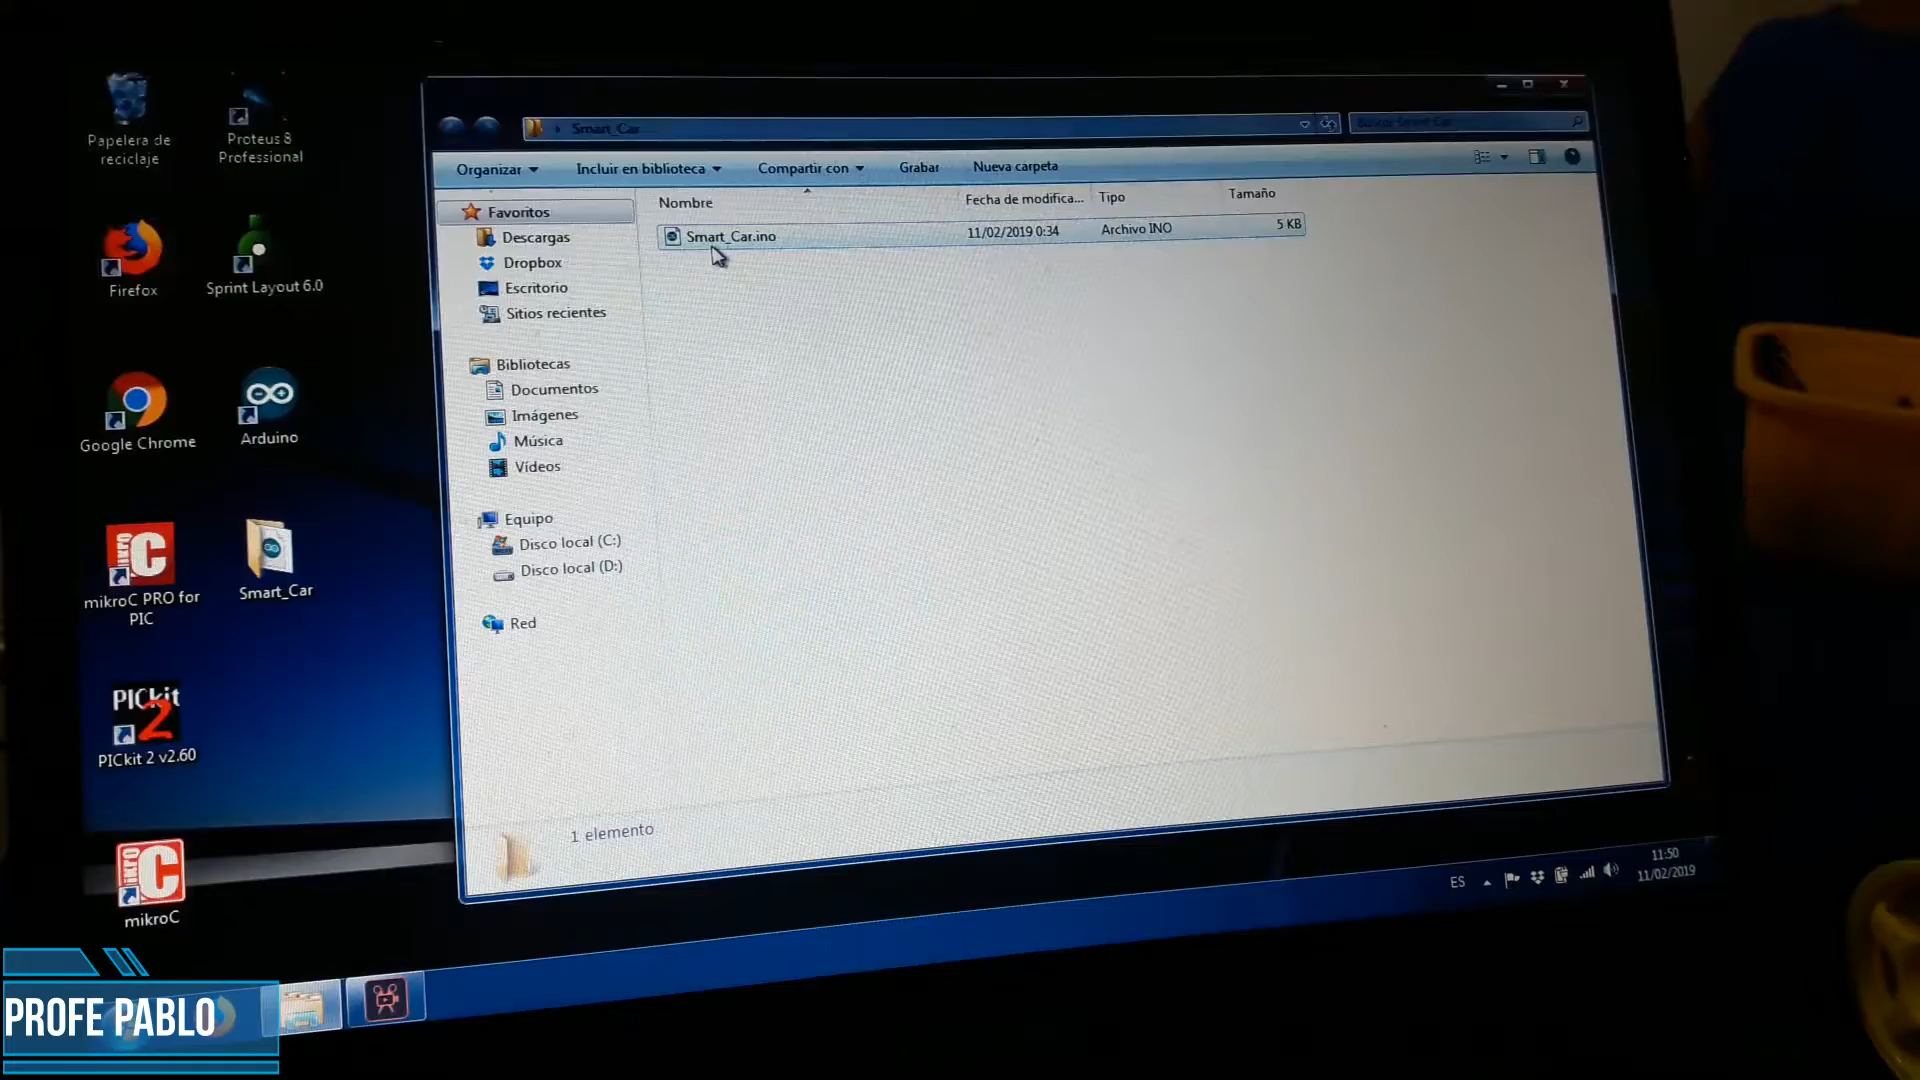 Papelera de
reciclaje
Proteus 8
Professional
Firefox
Sprint Layout 6.0
Google Chrome
Arduino
mikroC PRO for
PIC
Smart_Car
PICkit
2
PICkit 2 v2.60
mikroC
Smart_Car
Organizar
Incluir en biblioteca
Compartir con
Grabar
Nueva carpeta
Favoritos
Descargas
Dropbox
Escritorio
Sitios recientes
Bibliotecas
Documentos
Imágenes
Música
Vídeos
Equipo
Disco local (C:)
Disco local (D:)
Red
Nombre
Fecha de modifica...
Tipo
Tamaño
Smart_Car.ino
11/02/2019 0:34
Archivo INO
5 KB
1 elemento
ES
11:50
11/02/2019
PROFE PABLO